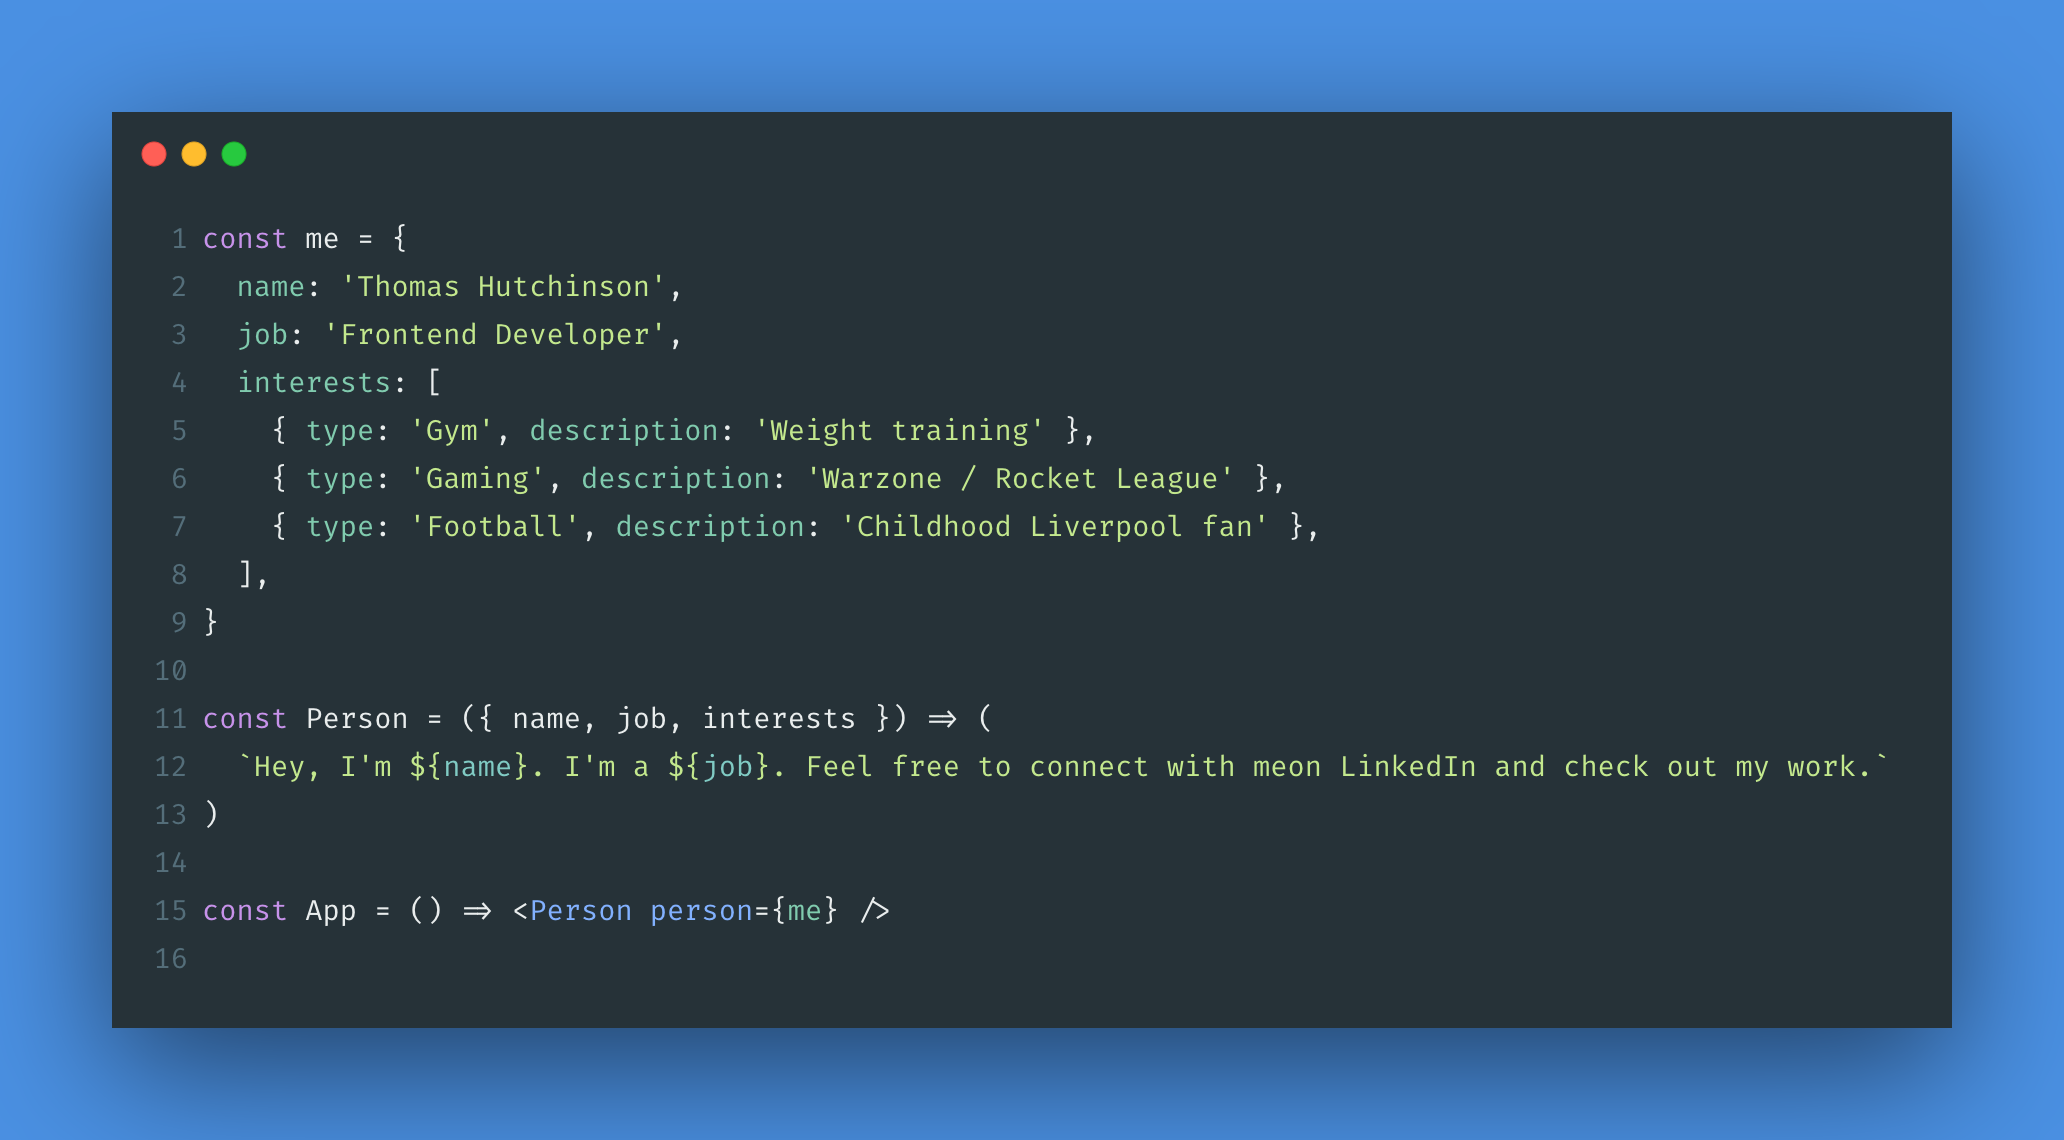 1 const me = {
2   name: 'Thomas Hutchinson',
3   job: 'Frontend Developer',
4   interests: [
5     { type: 'Gym', description: 'Weight training' },
6     { type: 'Gaming', description: 'Warzone / Rocket League' },
7     { type: 'Football', description: 'Childhood Liverpool fan' },
8   ],
9 }
10
11 const Person = ({ name, job, interests }) => (
12   `Hey, I'm ${name}. I'm a ${job}. Feel free to connect with meon LinkedIn and check out my work.`
13 )
14
15 const App = () => <Person person={me} />
16